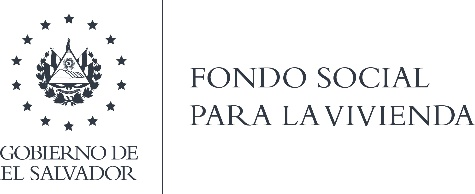 GOBIERNO DE
EL SALVADOR
FONDO SOCIAL
PARA LA VIVIENDA